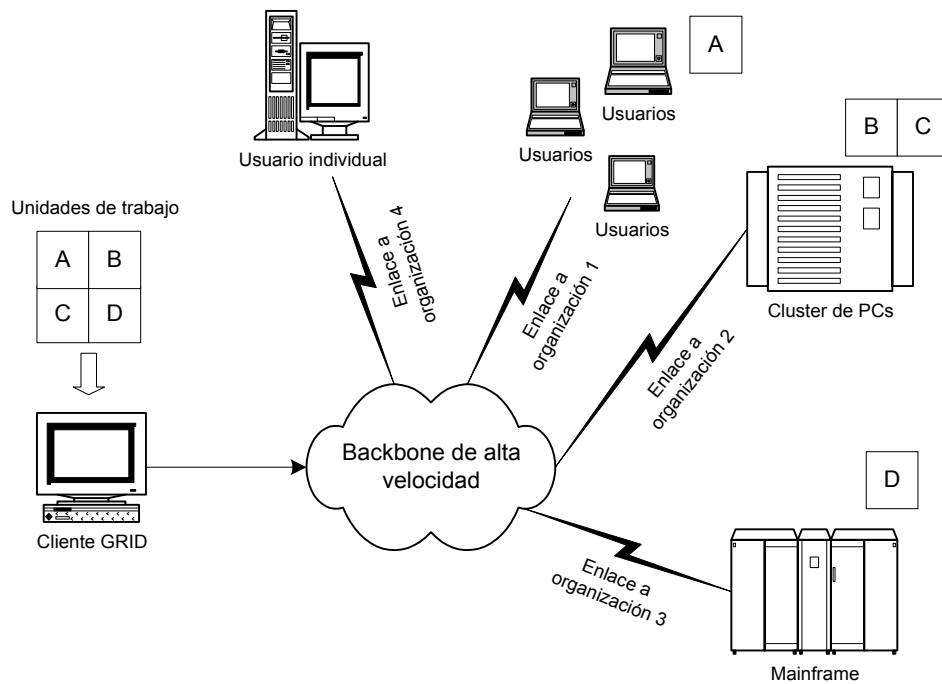 A
Usuarios
Usuarios
Usuarios
B C
Usuario individual
Unidades de trabajo
A B
C D
Enlace a
organización 4
Enlace a
organización 1
Enlace a
organización 2
Cluster de PCs
Backbone de alta
velocidad
Cliente GRID
D
Enlace a
organización 3
Mainframe